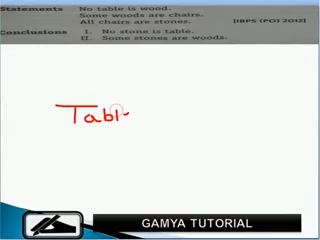 Statements No table is wood.
Some woods are chairs.
All chairs are stones. [IBPS (PO) 2012]
Conclusions I. No stone is table.
II. Some stones are woods.
Tabl
GAMYA TUTORIAL